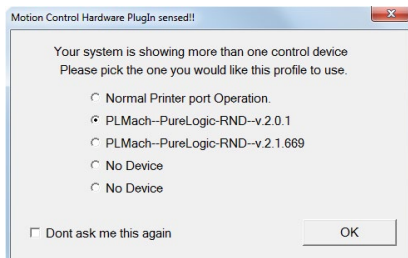 Motion Control Hardware PlugIn sensed!!
Your system is showing more than one control device
Please pick the one you would like this profile to use.
Normal Printer port Operation.
PLMach--PureLogic-RND--v.2.0.1
PLMach--PureLogic-RND--v.2.1.669
No Device
No Device
Dont ask me this again
OK